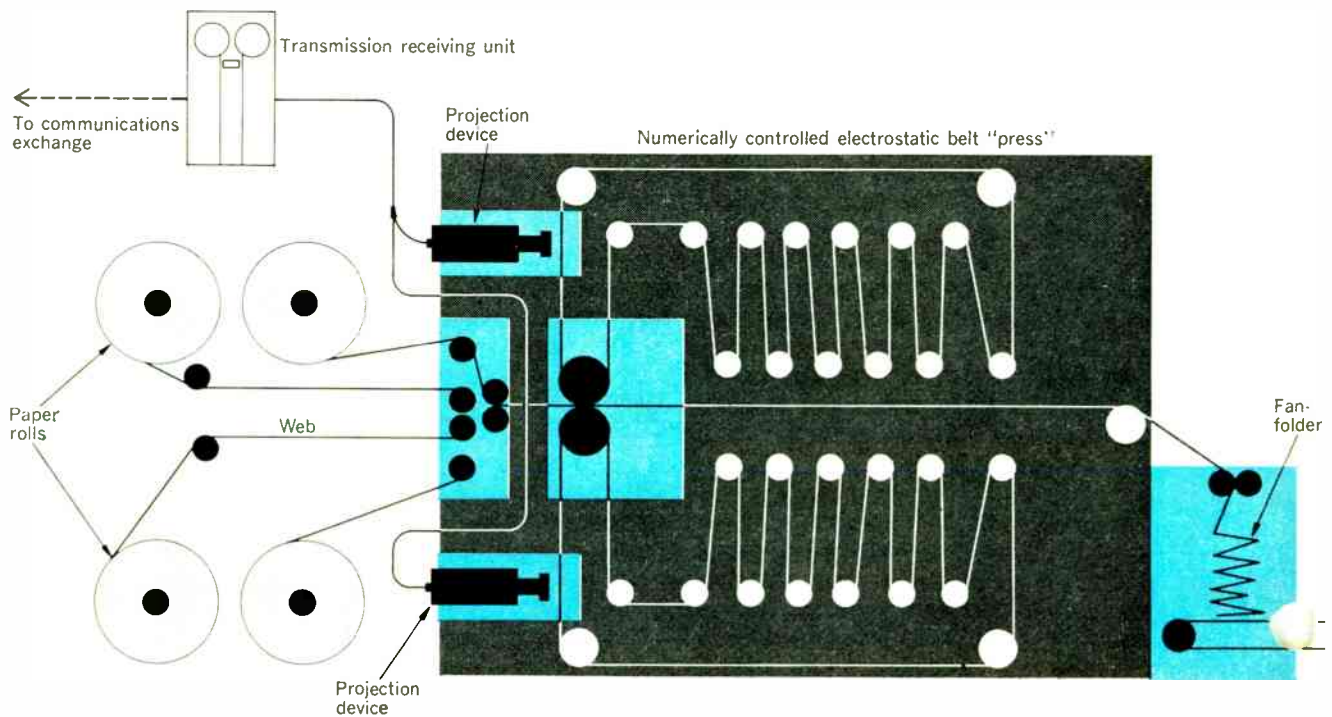 Transmission receiving unit
To communications
exchange
Projection
device
Numerically controlled electrostatic belt "press"
Paper
rolls
Web
Fan-
folder
Projection
device